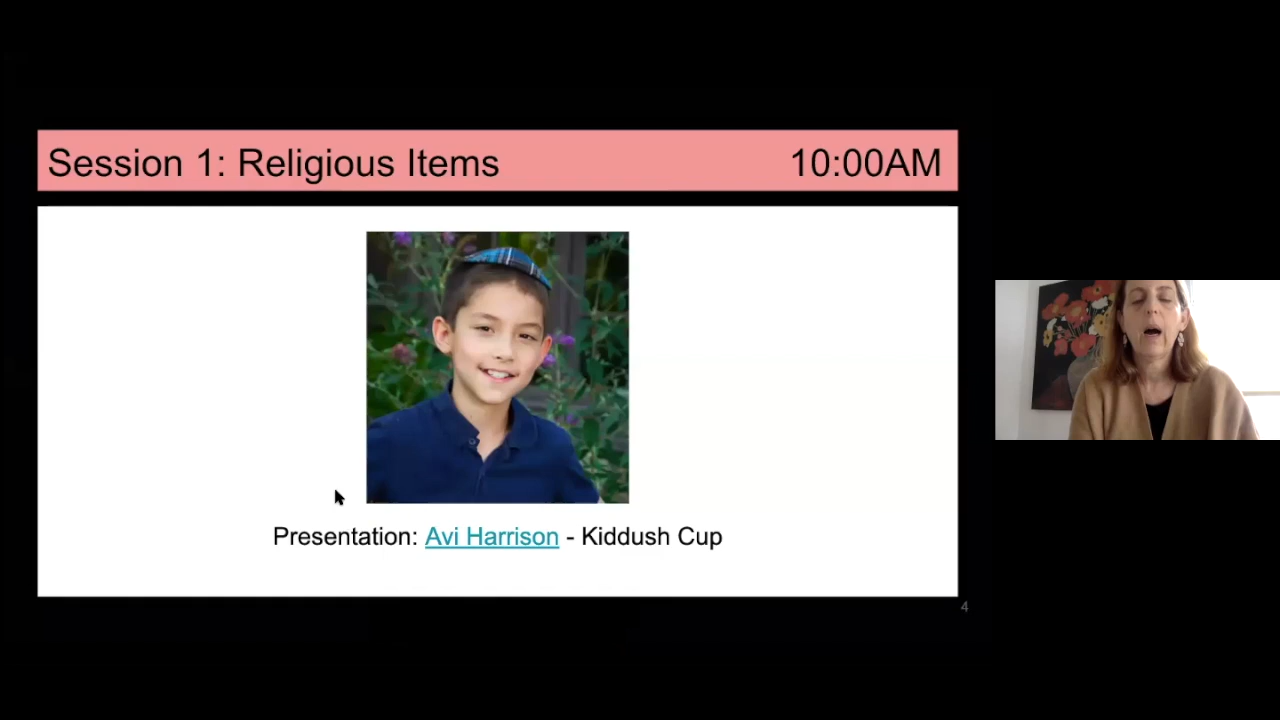 Session 1: Religious Items 10:00AM
Presentation: Avi Harrison - Kiddush Cup
4